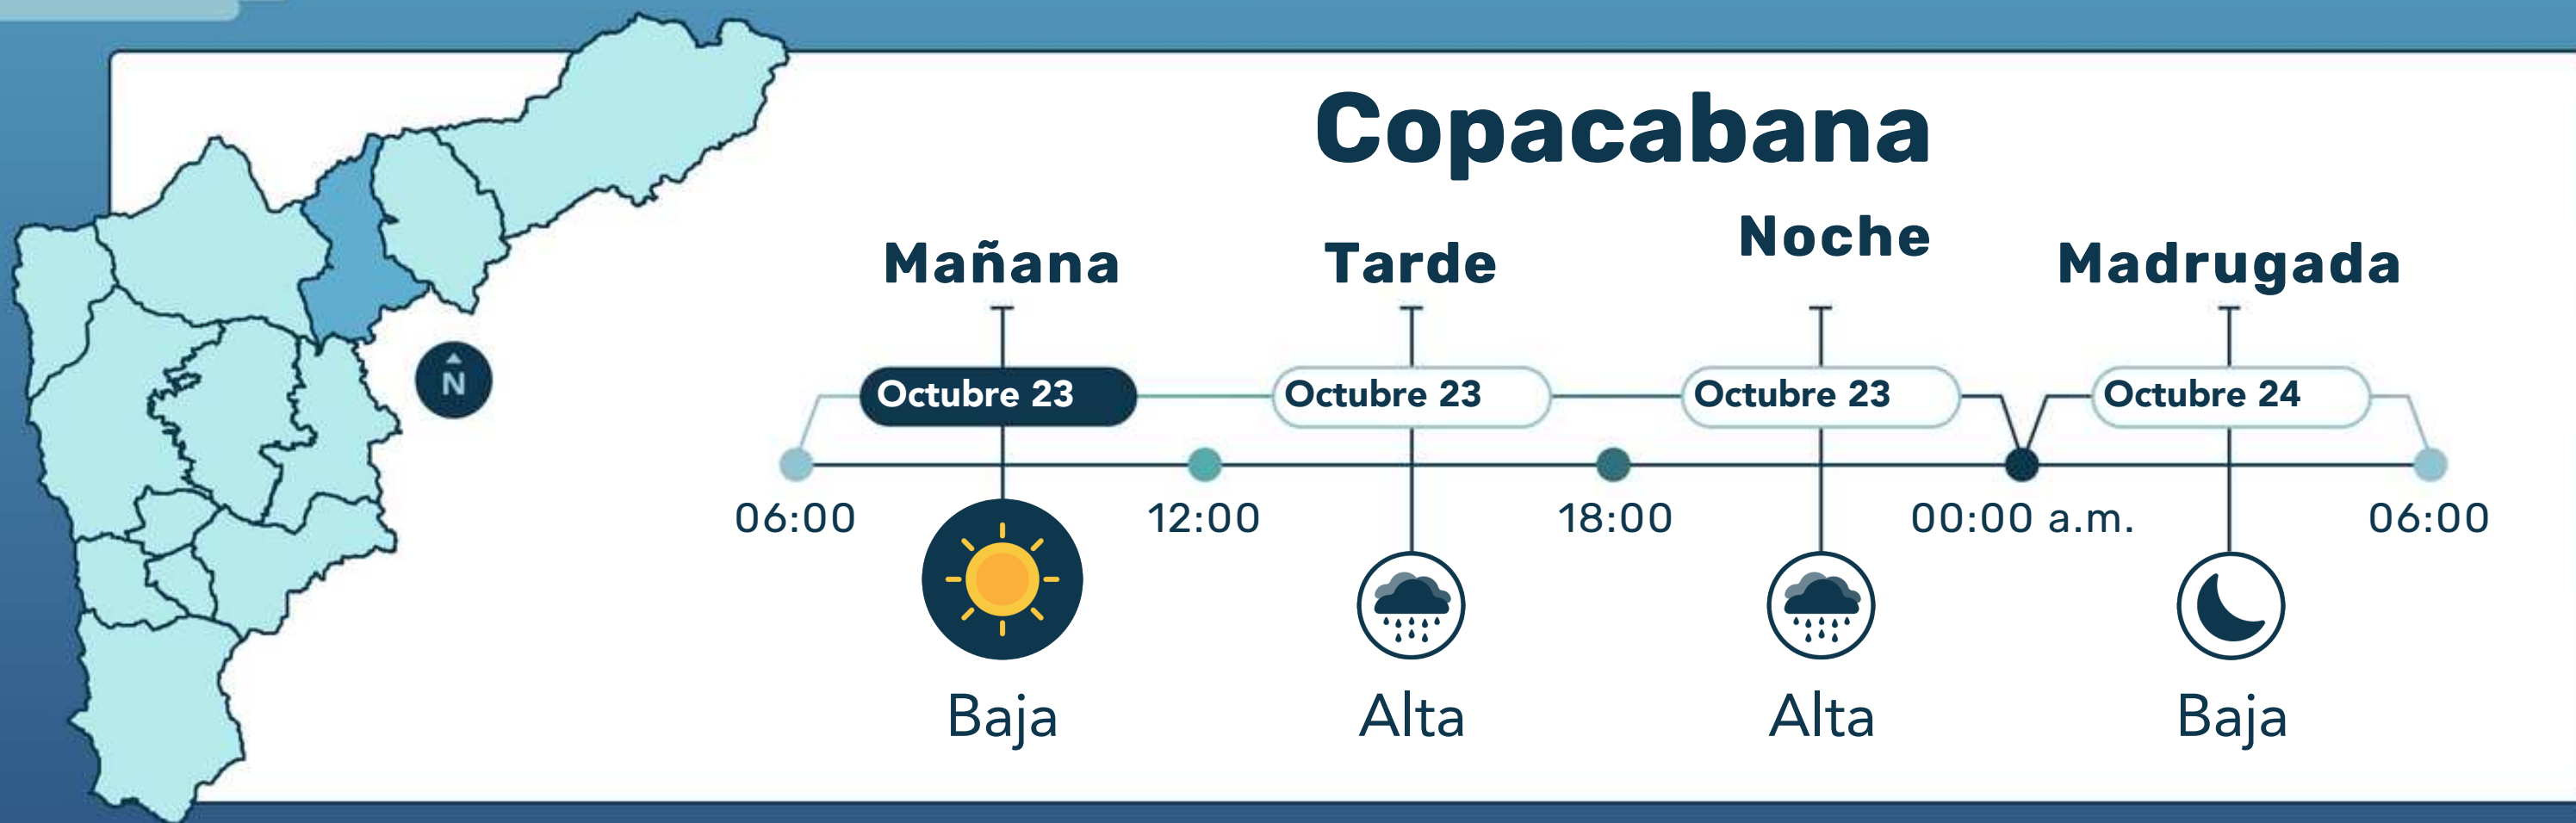 Copacabana
Mañana
Tarde
Noche
Madrugada
Octubre 23
Octubre 23
Octubre 23
Octubre 24
N
06:00
12:00
18:00
00:00 a.m.
06:00
Baja
Alta
Alta
Baja